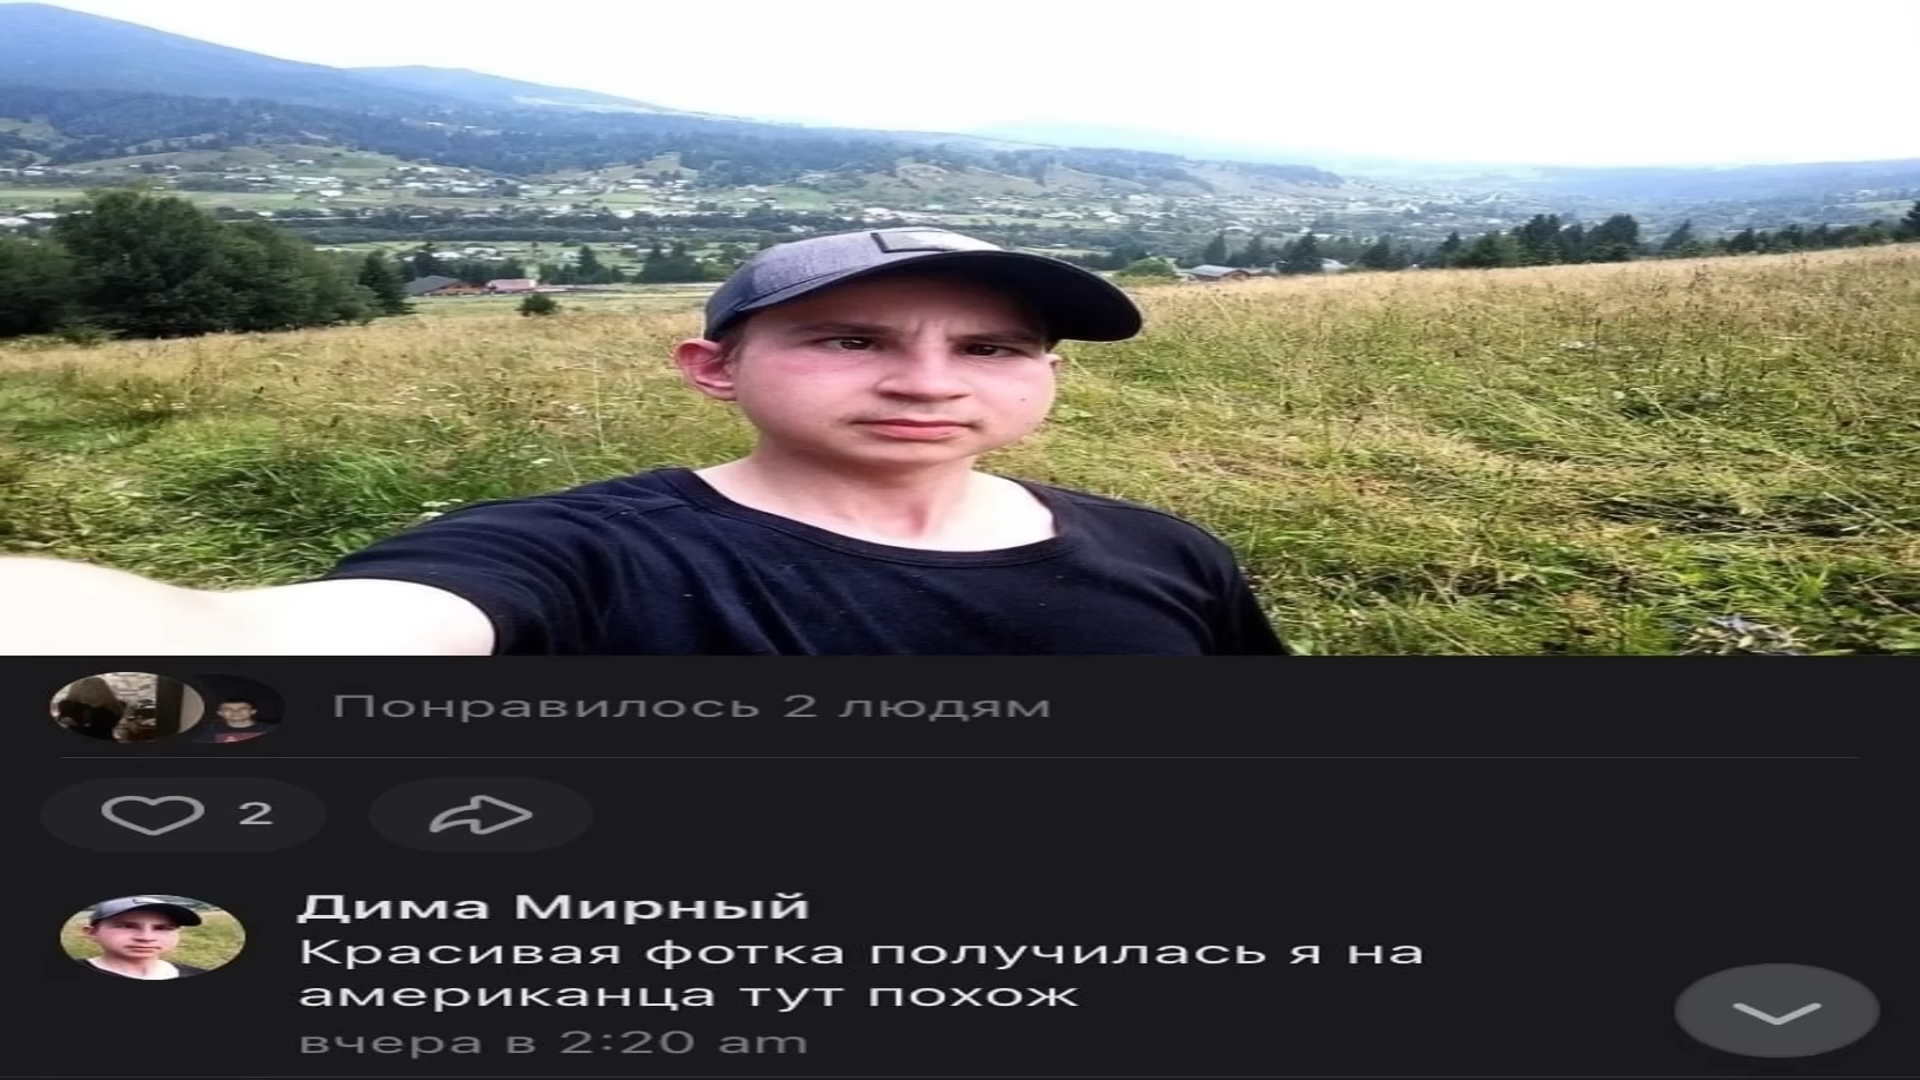 Понравилось 2 людям
2
Дима Мирный
Красивая фотка получилась я на
американца тут похож
вчера в 2:20 am